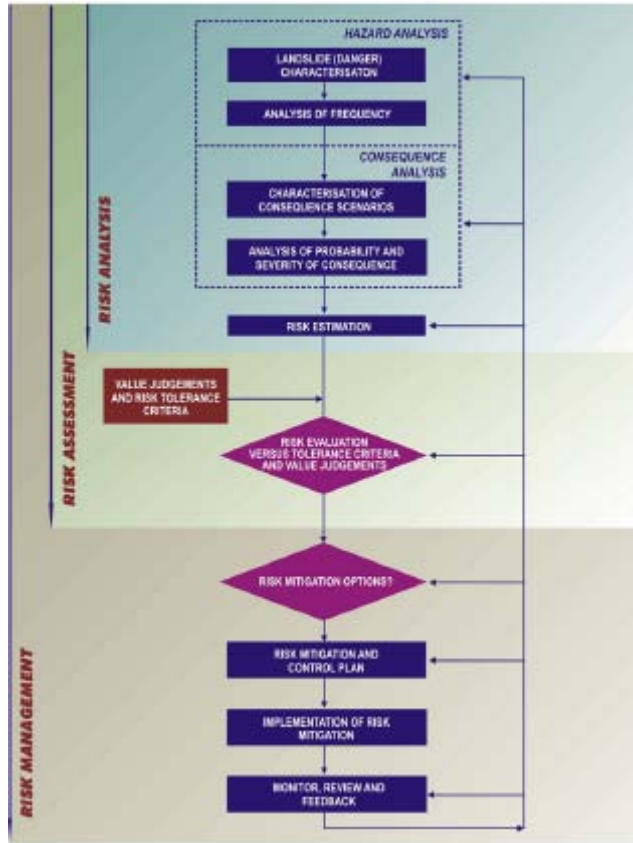 HAZARD ANALYSIS
LANDSLIDE (DANGER)
CHARACTERISATON
ANALYSIS OF FREQUENCY
CONSEQUENCE
ANALYSIS
CHARACTERISATION OF
CONSEQUENCE SCENARIOS
ANALYSIS OF PROBABILITY AND
SEVERITY OF CONSEQUENCE
RISK ESTIMATION
RISK ANALYSIS
VALUE JUDGEMENTS
AND RISK TOLERANCE
CRITERIA
RISK EVALUATION
VERSUS TOLERANCE CRITERIA
AND VALUE JUDGEMENTS
RISK ASSESSMENT
RISK MITIGATION OPTIONS?
RISK MITIGATION AND
CONTROL PLAN
IMPLEMENTATION OF RISK
MITIGATION
MONITOR, REVIEW AND
FEEDBACK
RISK MANAGEMENT